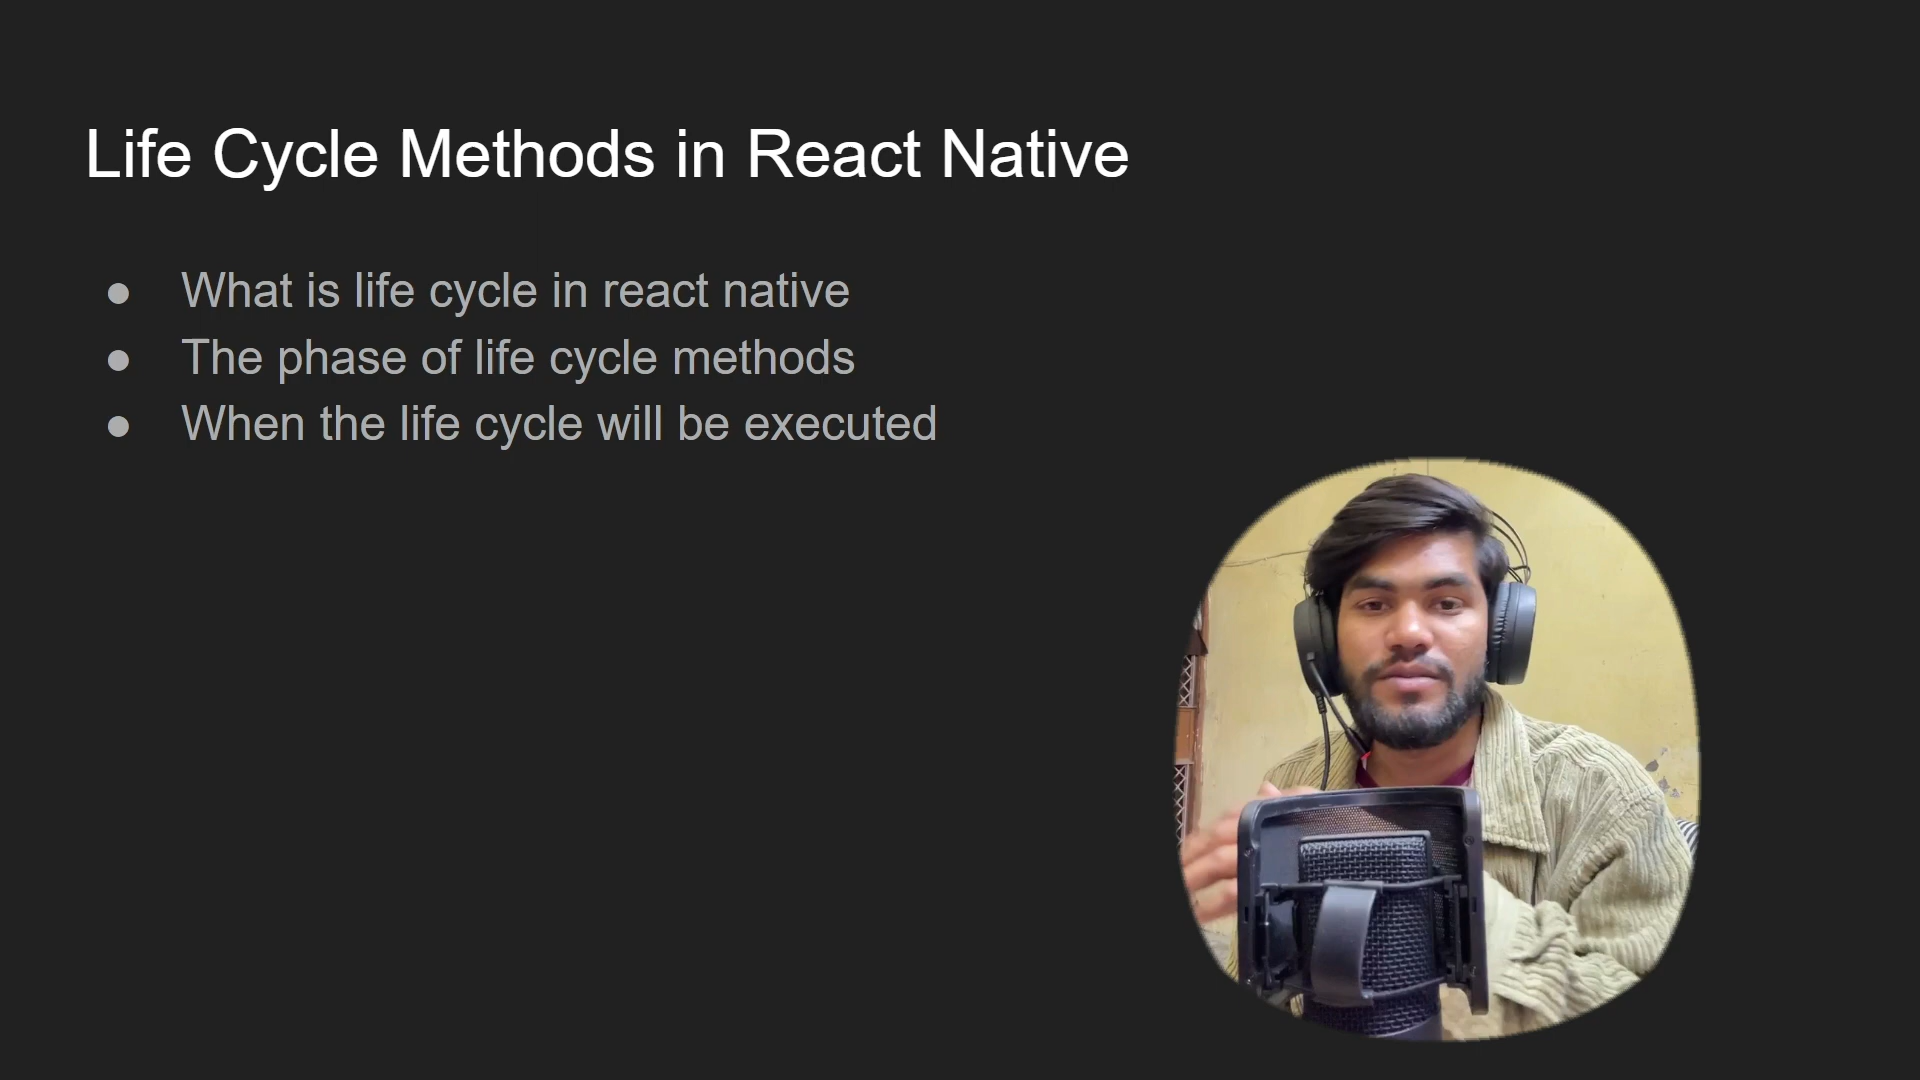 Life Cycle Methods in React Native
● What is life cycle in react native
● The phase of life cycle methods
● When the life cycle will be executed